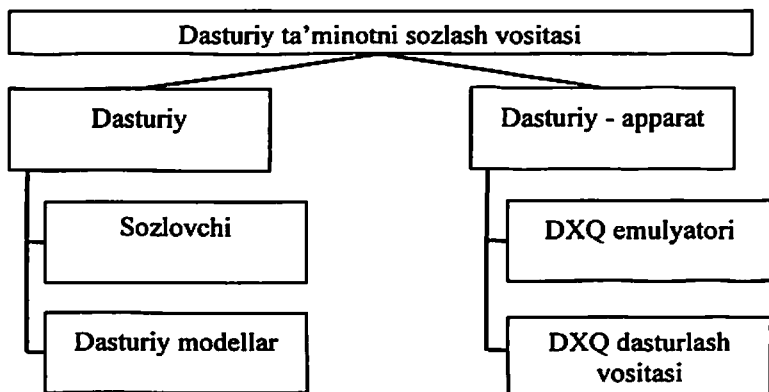 Dasturiy ta’minotni sozlash vositasi
Dasturiy
Sozlovchi
Dasturiy modellar
Dasturiy - apparat
DXQ emulyatori
DXQ dasturlash
vositasi